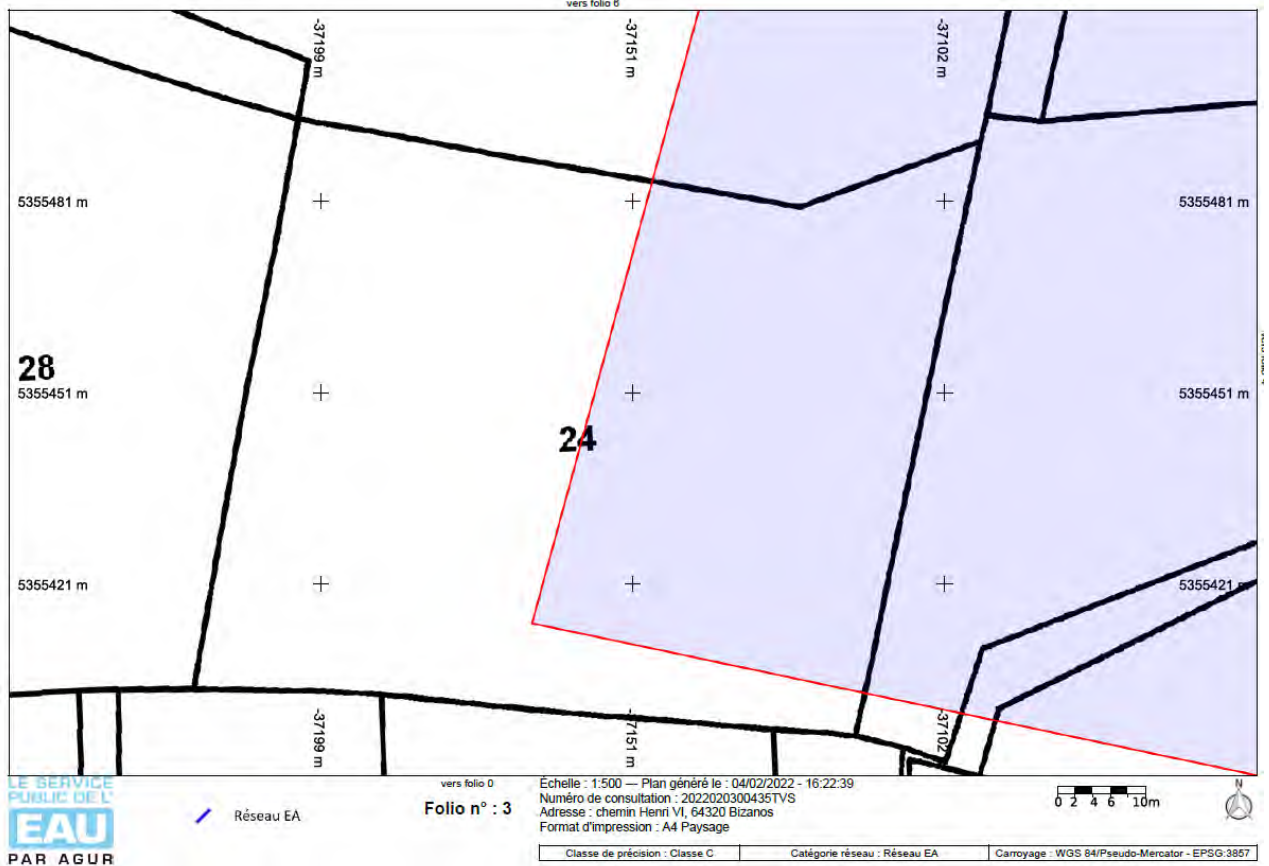 vers folio 6
-37199 m
-37151 m
-37102 m
5355481 m
5355481 m
28
5355451 m
5355451 m
24
5355421 m
5355421 m
-37199 m
-37151 m
-37102
LE SERVICE
PUBLIC DE L'
EAU
PAR AGUR
Réseau EA
vers folio 0
Folio n° : 3
Échelle : 1:500 — Plan généré le : 04/02/2022 - 16:22:39
Numéro de consultation : 2022020300435TVS
Adresse : chemin Henri VI, 64320 Bizanos
Format d'impression : A4 Paysage
0 2 4 6 10m
N
Classe de précision : Classe C
Catégorie réseau : Réseau EA
Carroyage : WGS 84/Pseudo-Mercator - EPSG:3857